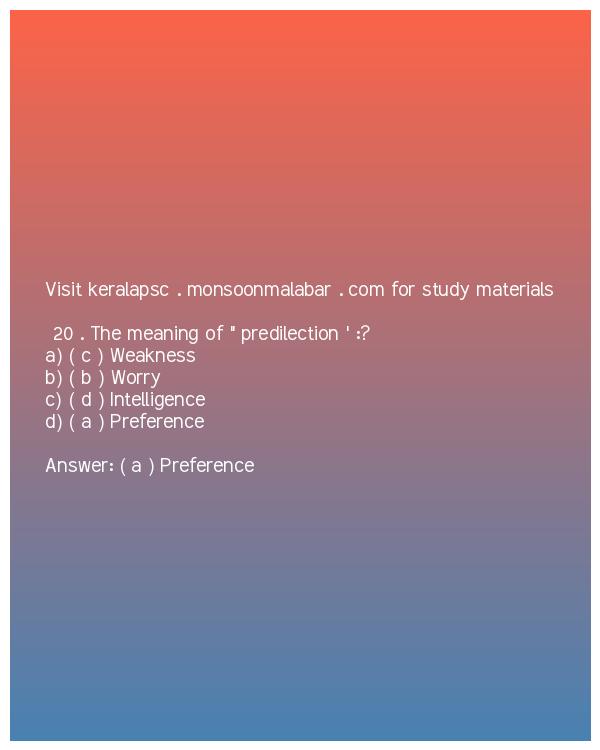 Visit keralapsc . monsoonmalabar . com for study materials
20 . The meaning of " predilection ' :?
a) ( c ) Weakness
b) ( b ) Worry
c) ( d ) Intelligence
d) ( a ) Preference
Answer: ( a ) Preference